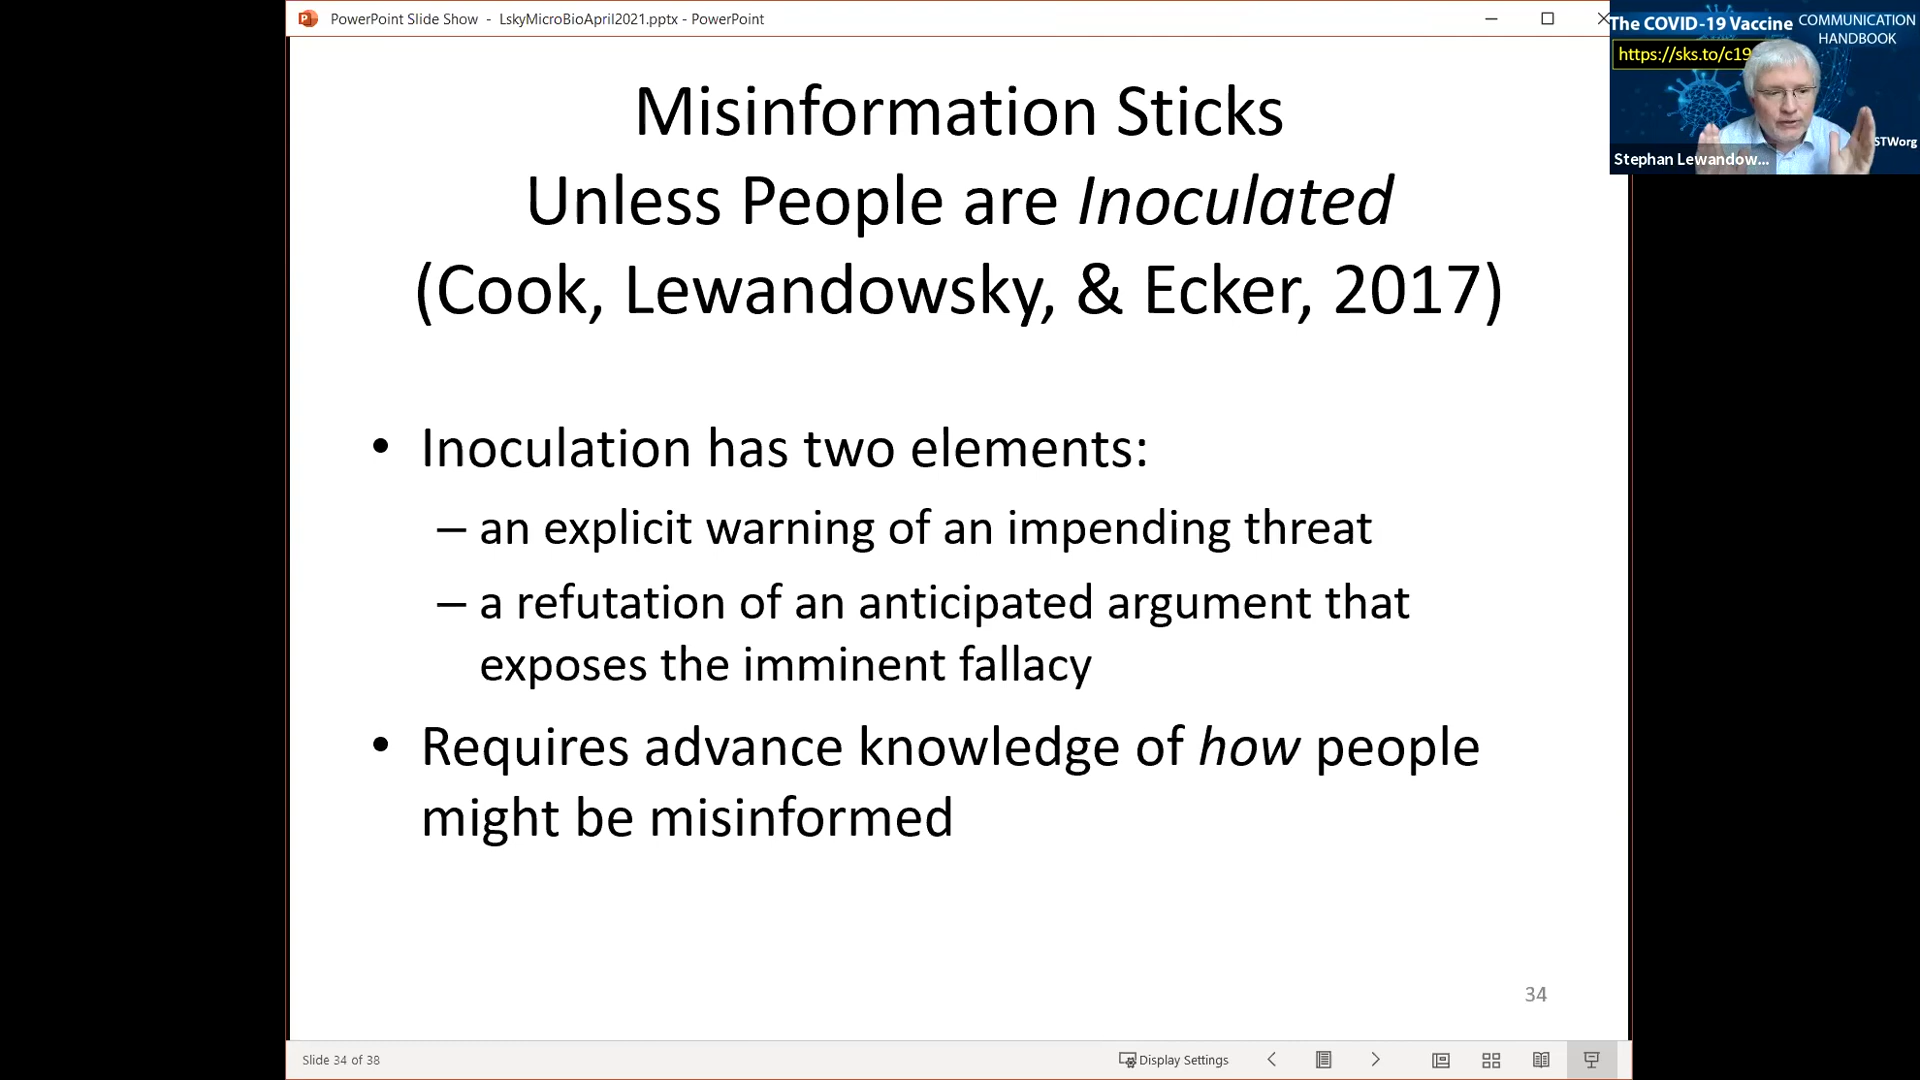 PowerPoint Slide Show - LskyMicroBioApril2021.pptx - PowerPoint
The COVID-19 Vaccine COMMUNICATION
HANDBOOK
https://sks.to/c19
STWorg
Stephan Lewandow...
Misinformation Sticks
Unless People are Inoculated
(Cook, Lewandowsky, & Ecker, 2017)
• Inoculation has two elements:
– an explicit warning of an impending threat
– a refutation of an anticipated argument that
exposes the imminent fallacy
• Requires advance knowledge of how people
might be misinformed
34
Slide 34 of 38
Display Settings